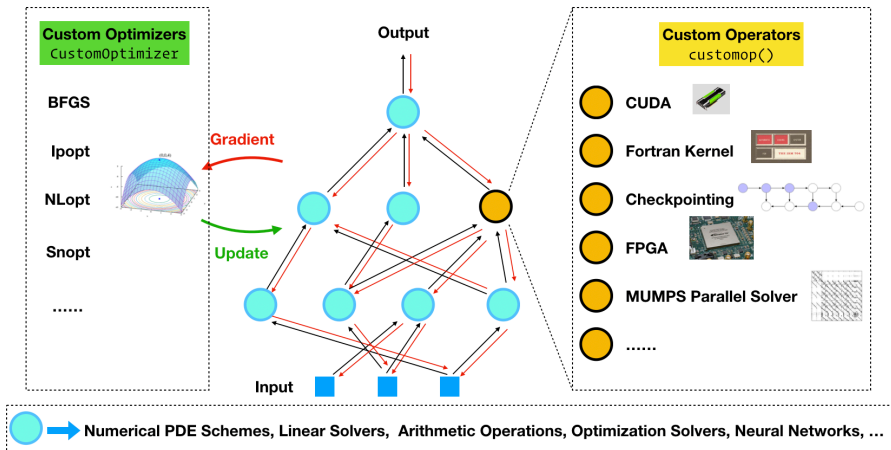 Custom Optimizers
CustomOptimizer
BFGS
Ipopt
NLopt
Snopt
......
Gradient
Update
Output
Input
Custom Operators
customop()
CUDA
Fortran Kernel
Checkpointing
FPGA
MUMPS Parallel Solver
......
Numerical PDE Schemes, Linear Solvers, Arithmetic Operations, Optimization Solvers, Neural Networks, ...